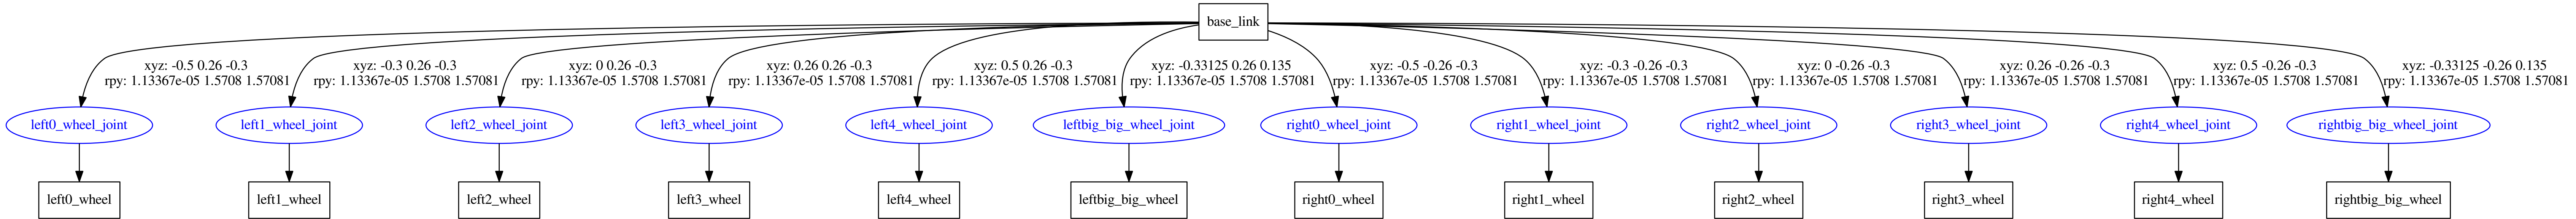 base_link
xyz: -0.5 0.26 -0.3
rpy: 1.13367e-05 1.5708 1.57081
xyz: -0.3 0.26 -0.3
rpy: 1.13367e-05 1.5708 1.57081
xyz: 0 0.26 -0.3
rpy: 1.13367e-05 1.5708 1.57081
xyz: 0.26 0.26 -0.3
rpy: 1.13367e-05 1.5708 1.57081
xyz: 0.5 0.26 -0.3
rpy: 1.13367e-05 1.5708 1.57081
xyz: -0.33125 0.26 0.135
rpy: 1.13367e-05 1.5708 1.57081
xyz: -0.5 -0.26 -0.3
rpy: 1.13367e-05 1.5708 1.57081
xyz: -0.3 -0.26 -0.3
rpy: 1.13367e-05 1.5708 1.57081
xyz: 0 -0.26 -0.3
rpy: 1.13367e-05 1.5708 1.57081
xyz: 0.26 -0.26 -0.3
rpy: 1.13367e-05 1.5708 1.57081
xyz: 0.5 -0.26 -0.3
rpy: 1.13367e-05 1.5708 1.57081
xyz: -0.33125 -0.26 0.135
rpy: 1.13367e-05 1.5708 1.57081
left0_wheel_joint
left1_wheel_joint
left2_wheel_joint
left3_wheel_joint
left4_wheel_joint
leftbig_big_wheel_joint
right0_wheel_joint
right1_wheel_joint
right2_wheel_joint
right3_wheel_joint
right4_wheel_joint
rightbig_big_wheel_joint
left0_wheel
left1_wheel
left2_wheel
left3_wheel
left4_wheel
leftbig_big_wheel
right0_wheel
right1_wheel
right2_wheel
right3_wheel
right4_wheel
rightbig_big_wheel